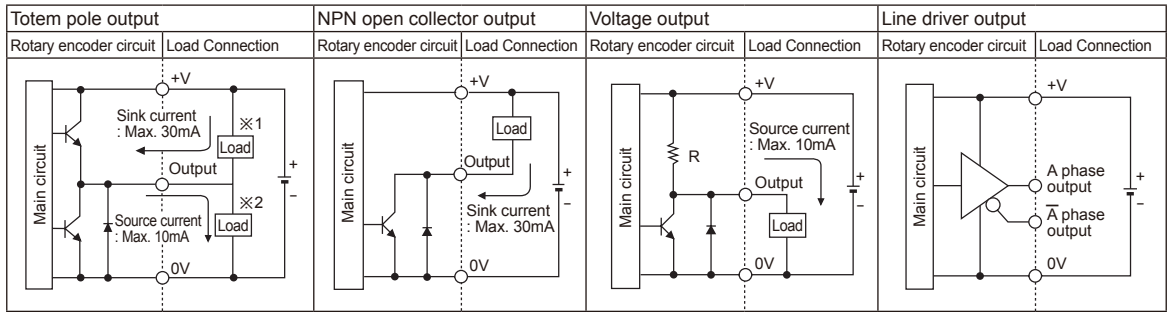 Totem pole output
NPN open collector output
Voltage output
Line driver output
Rotary encoder circuit
Load Connection
Rotary encoder circuit
Load Connection
Rotary encoder circuit
Load Connection
Rotary encoder circuit
Load Connection
Main circuit
+V
Sink current
: Max. 30mA
※1
Load
Output
+
−
※2
Source current
: Max. 10mA
Load
0V
Main circuit
+V
Load
Output
+
−
Sink current
: Max. 30mA
0V
Main circuit
+V
Source current
: Max. 10mA
R
Output
+
−
Load
0V
Main circuit
+V
A phase
output
+
−
A̅ phase
output
0V